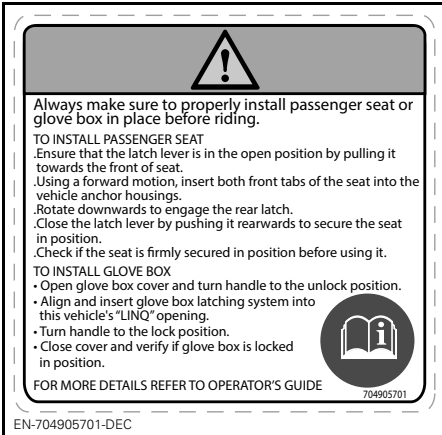 Always make sure to properly install passenger seat or
glove box in place before riding.
TO INSTALL PASSENGER SEAT
.Ensure that the latch lever is in the open position by pulling it
towards the front of seat.
.Using a forward motion, insert both front tabs of the seat into the
vehicle anchor housings.
.Rotate downwards to engage the rear latch.
.Close the latch lever by pushing it rearwards to secure the seat
in position.
.Check if the seat is firmly secured in position before using it.
TO INSTALL GLOVE BOX
• Open glove box cover and turn handle to the unlock position.
• Align and insert glove box latching system into
this vehicle's "LINQ" opening.
• Turn handle to the lock position.
• Close cover and verify if glove box is locked
in position.
FOR MORE DETAILS REFER TO OPERATOR'S GUIDE
704905701
EN-704905701-DEC